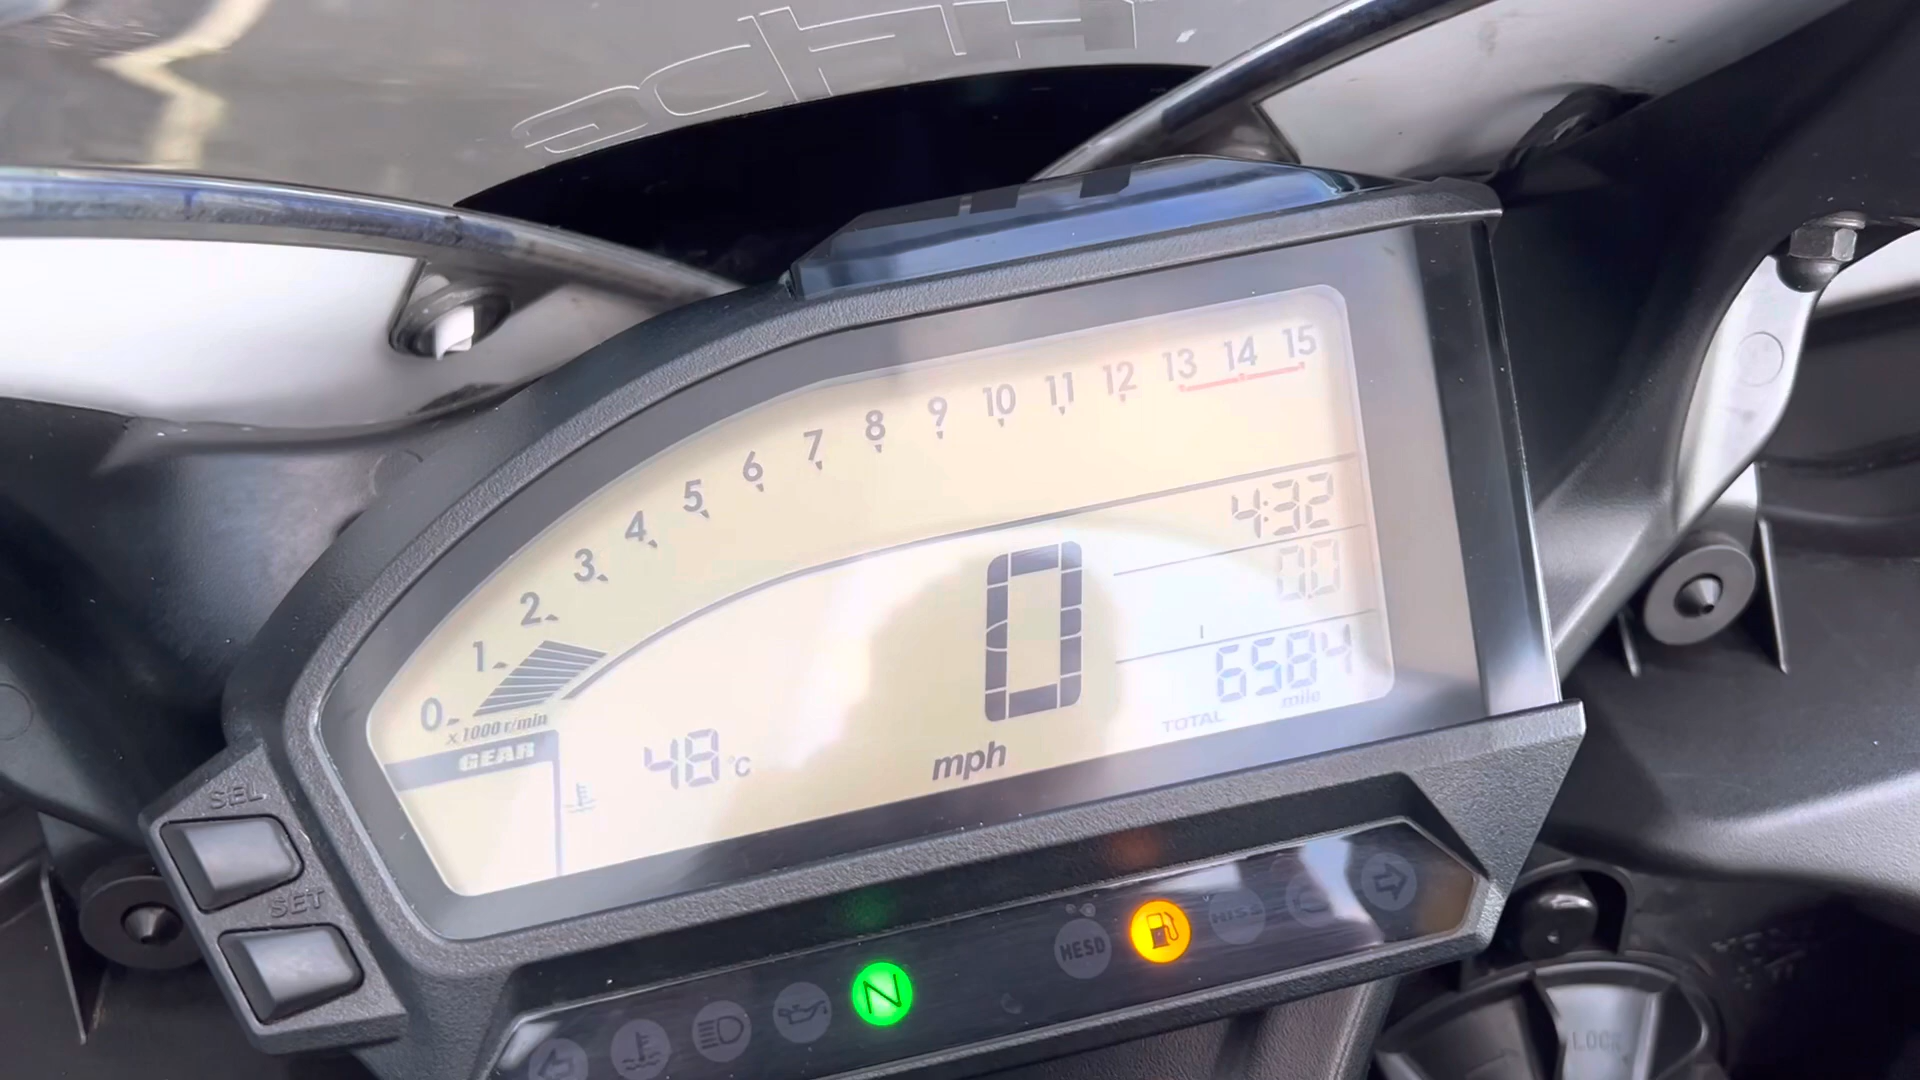 0 1 2 3 4 5 6 7 8 9 10 11 12 13 14 15
x1000 r/min
4:32
0.0
6584
mile
TOTAL
0
mph
GEAR
48 °C
SEL
SET
N
HESD
HISS
LOCK